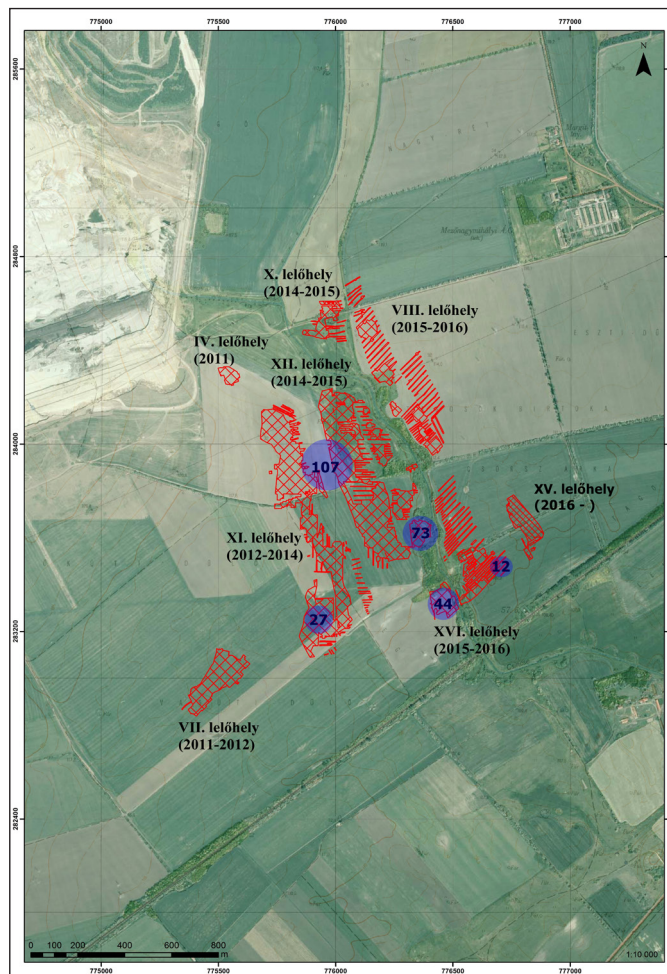 775000 775500 776000 776500 777000
N
285600
284800
284000
283200
282400
X. lelőhely
(2014-2015)
VIII. lelőhely
(2015-2016)
IV. lelőhely
(2011)
XII. lelőhely
(2014-2015)
107
XV. lelőhely
(2016 - )
73
XI. lelőhely
(2012-2014)
12
44
27
XVI. lelőhely
(2015-2016)
VII. lelőhely
(2011-2012)
0 100 200 400 600 800
m
1:10 000
775000 775500 776000 776500 777000